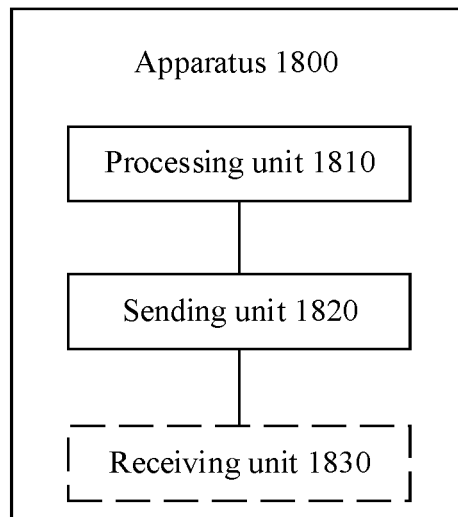 Apparatus 1800
Processing unit 1810
Sending unit 1820
Receiving unit 1830